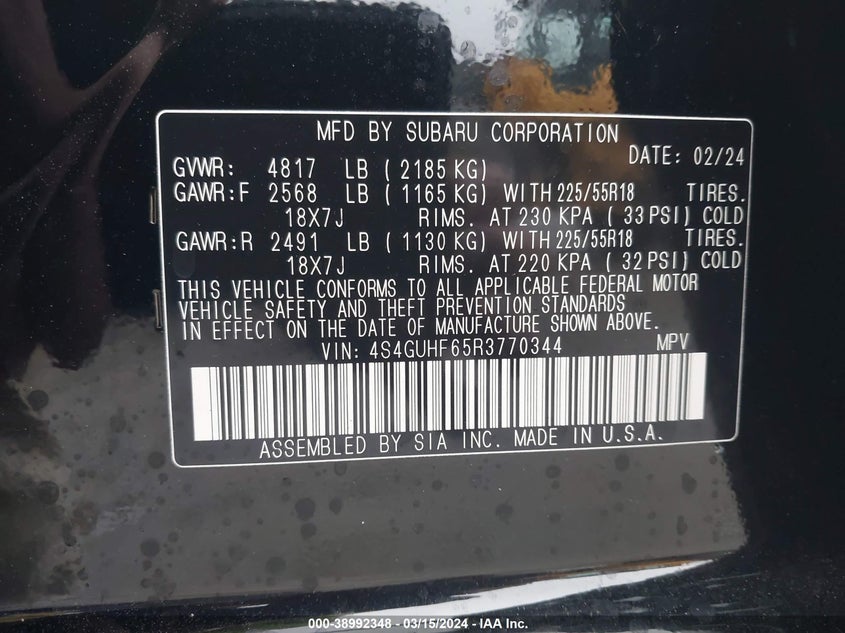 MFD BY SUBARU CORPORATION
DATE: 02/24
GVWR: 4817 LB ( 2185 KG)
GAWR:F 2568 LB ( 1165 KG) WITH 225/55R18 TIRES.
18X7J RIMS. AT 230 KPA ( 33 PSI) COLD
GAWR:R 2491 LB ( 1130 KG) WITH 225/55R18 TIRES.
18X7J RIMS. AT 220 KPA ( 32 PSI) COLD
THIS VEHICLE CONFORMS TO ALL APPLICABLE FEDERAL MOTOR
VEHICLE SAFETY AND THEFT PREVENTION STANDARDS
IN EFFECT ON THE DATE OF MANUFACTURE SHOWN ABOVE.
VIN: 4S4GUHF65R3770344 MPV
ASSEMBLED BY SIA INC. MADE IN U.S.A.
000-38992348 - 03/15/2024 - IAA Inc.